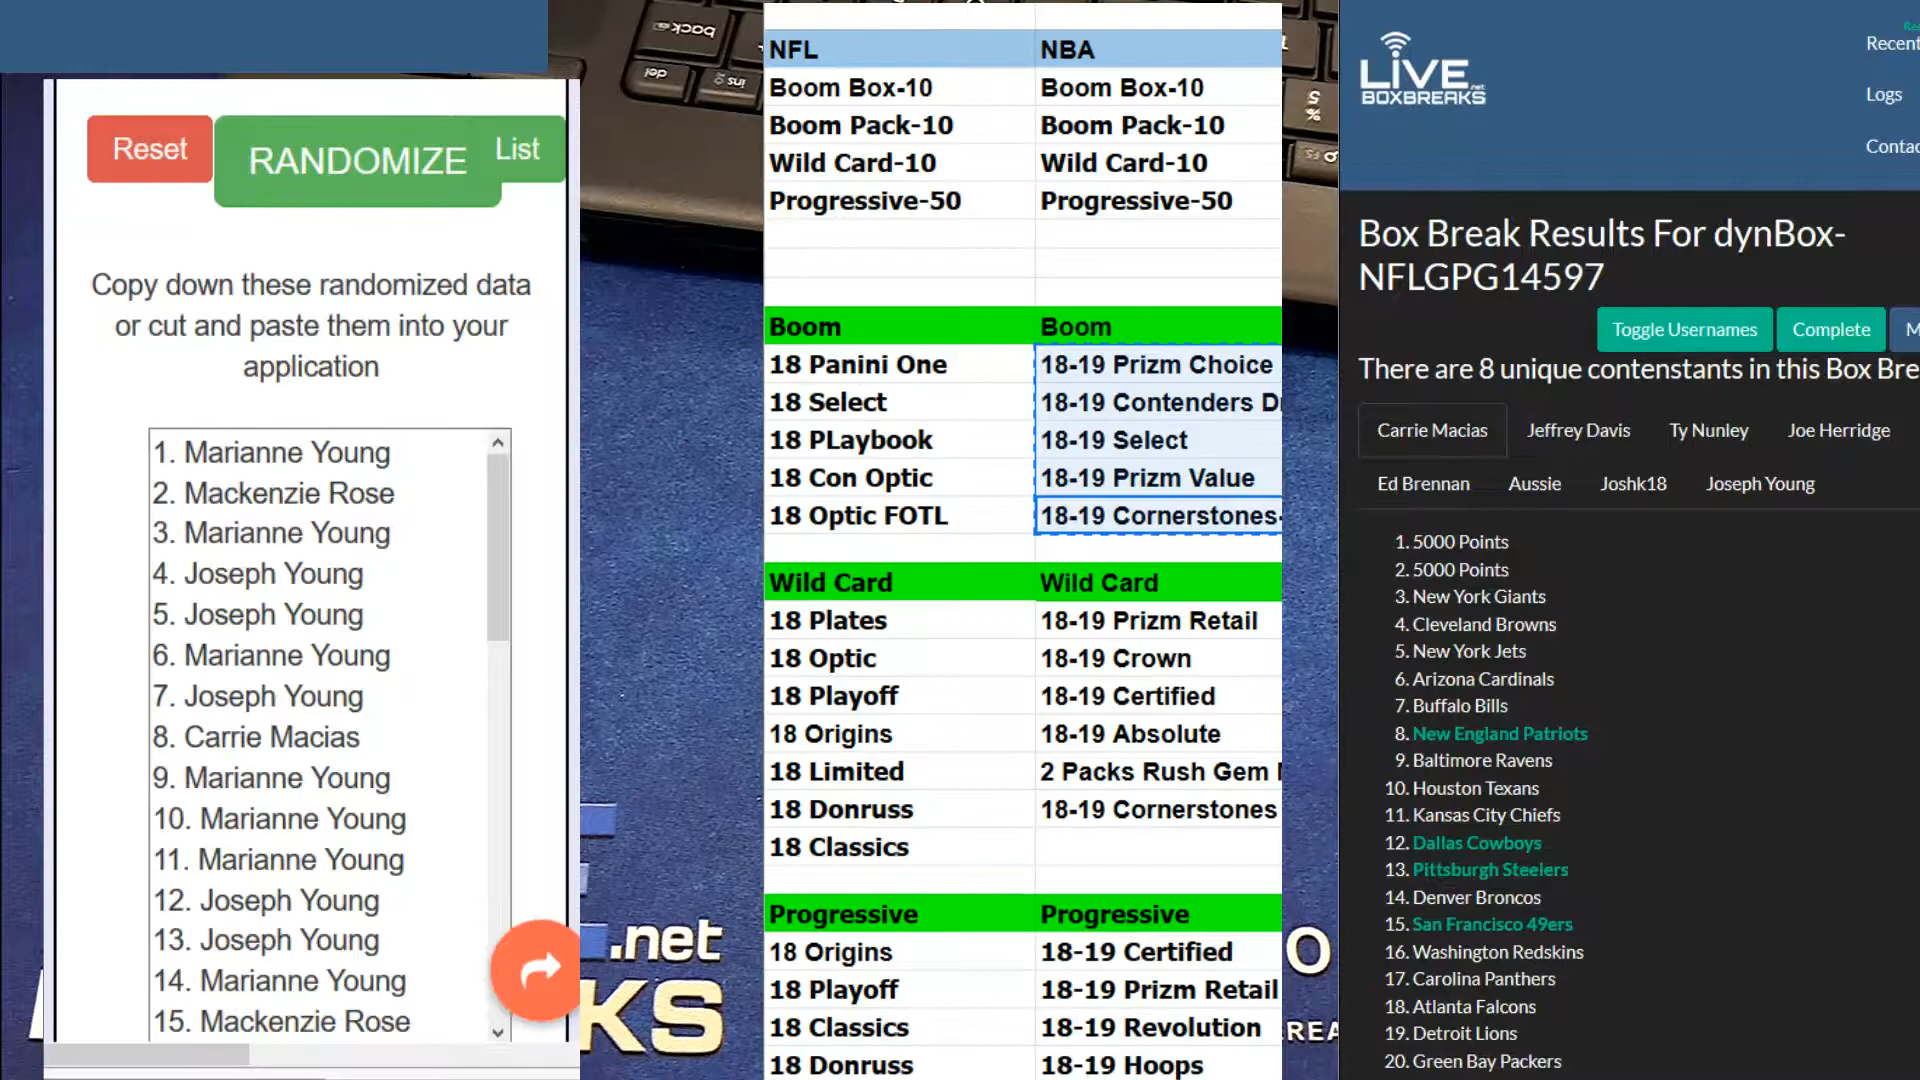 Reset
RANDOMIZE
List
Copy down these randomized data
or cut and paste them into your
application
1. Marianne Young
2. Mackenzie Rose
3. Marianne Young
4. Joseph Young
5. Joseph Young
6. Marianne Young
7. Joseph Young
8. Carrie Macias
9. Marianne Young
10. Marianne Young
11. Marianne Young
12. Joseph Young
13. Joseph Young
14. Marianne Young
15. Mackenzie Rose
back
del
ins
.net
KS
NFL NBA
Boom Box-10 Boom Box-10
Boom Pack-10 Boom Pack-10
Wild Card-10 Wild Card-10
Progressive-50 Progressive-50
Boom Boom
18 Panini One 18-19 Prizm Choice
18 Select 18-19 Contenders
18 PLaybook 18-19 Select
18 Con Optic 18-19 Prizm Value
18 Optic FOTL 18-19 Cornerstones-
Wild Card Wild Card
18 Plates 18-19 Prizm Retail
18 Optic 18-19 Crown
18 Playoff 18-19 Certified
18 Origins 18-19 Absolute
18 Limited 2 Packs Rush Gem
18 Donruss 18-19 Cornerstones
18 Classics
Progressive Progressive
18 Origins 18-19 Certified
18 Playoff 18-19 Prizm Retail
18 Classics 18-19 Revolution
18 Donruss 18-19 Hoops
5
%
O
REA
LIVE.net
BOXBREAKS
Recent
Logs
Contac
Box Break Results For dynBox-
NFLGPG14597
Toggle Usernames
Complete
M
There are 8 unique contenstants in this Box Bre
Carrie Macias Jeffrey Davis Ty Nunley Joe Herridge
Ed Brennan Aussie Joshk18 Joseph Young
1. 5000 Points
2. 5000 Points
3. New York Giants
4. Cleveland Browns
5. New York Jets
6. Arizona Cardinals
7. Buffalo Bills
8. New England Patriots
9. Baltimore Ravens
10. Houston Texans
11. Kansas City Chiefs
12. Dallas Cowboys
13. Pittsburgh Steelers
14. Denver Broncos
15. San Francisco 49ers
16. Washington Redskins
17. Carolina Panthers
18. Atlanta Falcons
19. Detroit Lions
20. Green Bay Packers